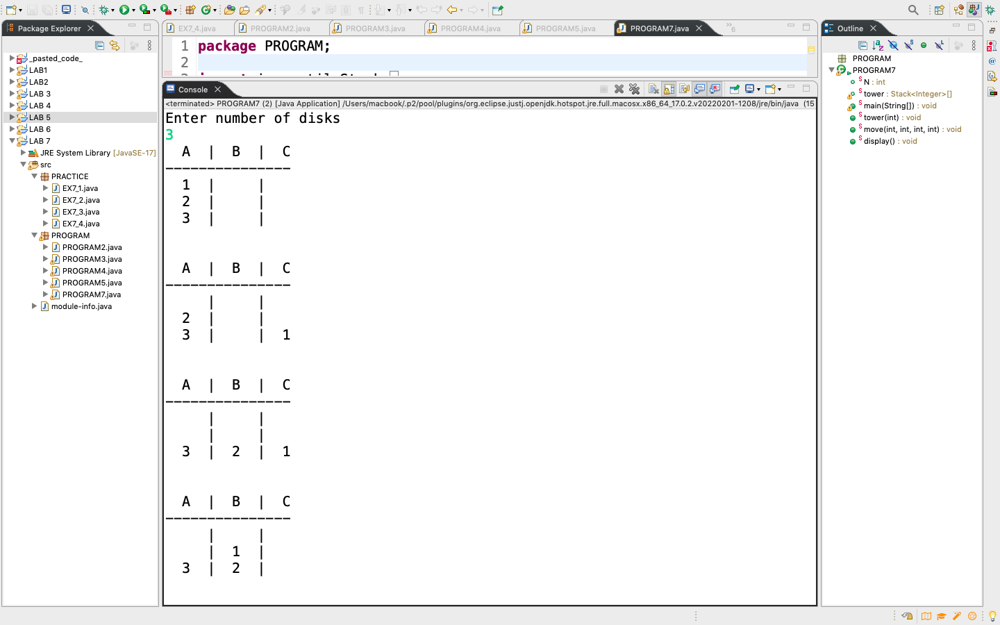 EX7_4.java PROGRAM2.java PROGRAM3.java PROGRAM4.java PROGRAM5.java PROGRAM7.java 6
Package Explorer
_pasted_code_
LAB1
LAB2
LAB 3
LAB 4
LAB 5
LAB 6
LAB 7
JRE System Library [JavaSE-17]
src
PRACTICE
EX7_1.java
EX7_2.java
EX7_3.java
EX7_4.java
PROGRAM
PROGRAM2.java
PROGRAM3.java
PROGRAM4.java
PROGRAM5.java
PROGRAM7.java
module-info.java
1 package PROGRAM;
2
Console
<terminated> PROGRAM7 (2) [Java Application] /Users/macbook/.p2/pool/plugins/org.eclipse.justj.openjdk.hotspot.jre.full.macosx.x86_64_17.0.2.v20220201-1208/jre/bin/java (15
Enter number of disks
3
  A  |  B  |  C
---------------
  1  |     |
  2  |     |
  3  |     |
  A  |  B  |  C
---------------
     |     |
  2  |     |
  3  |     |  1
  A  |  B  |  C
---------------
     |     |
     |     |
  3  |  2  |  1
  A  |  B  |  C
---------------
     |     |
     |  1  |
  3  |  2  |
Outline
PROGRAM
PROGRAM7
N : int
tower : Stack<Integer>[]
main(String[]) : void
tower(int) : void
move(int, int, int, int) : void
display() : void